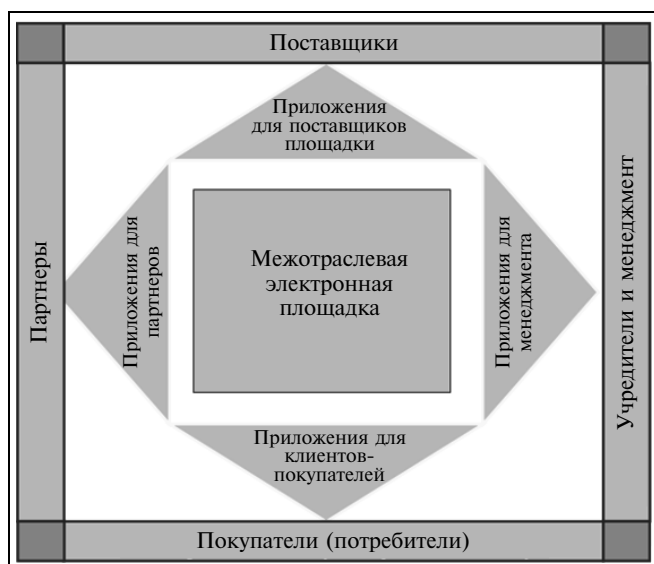 Поставщики
Приложения
для поставщиков
площадки
Партнеры
Приложения для
партнеров
Межотраслевая
электронная
площадка
Приложения для
менеджмента
Учредители и менеджмент
Приложения для
клиентов-
покупателей
Покупатели (потребители)